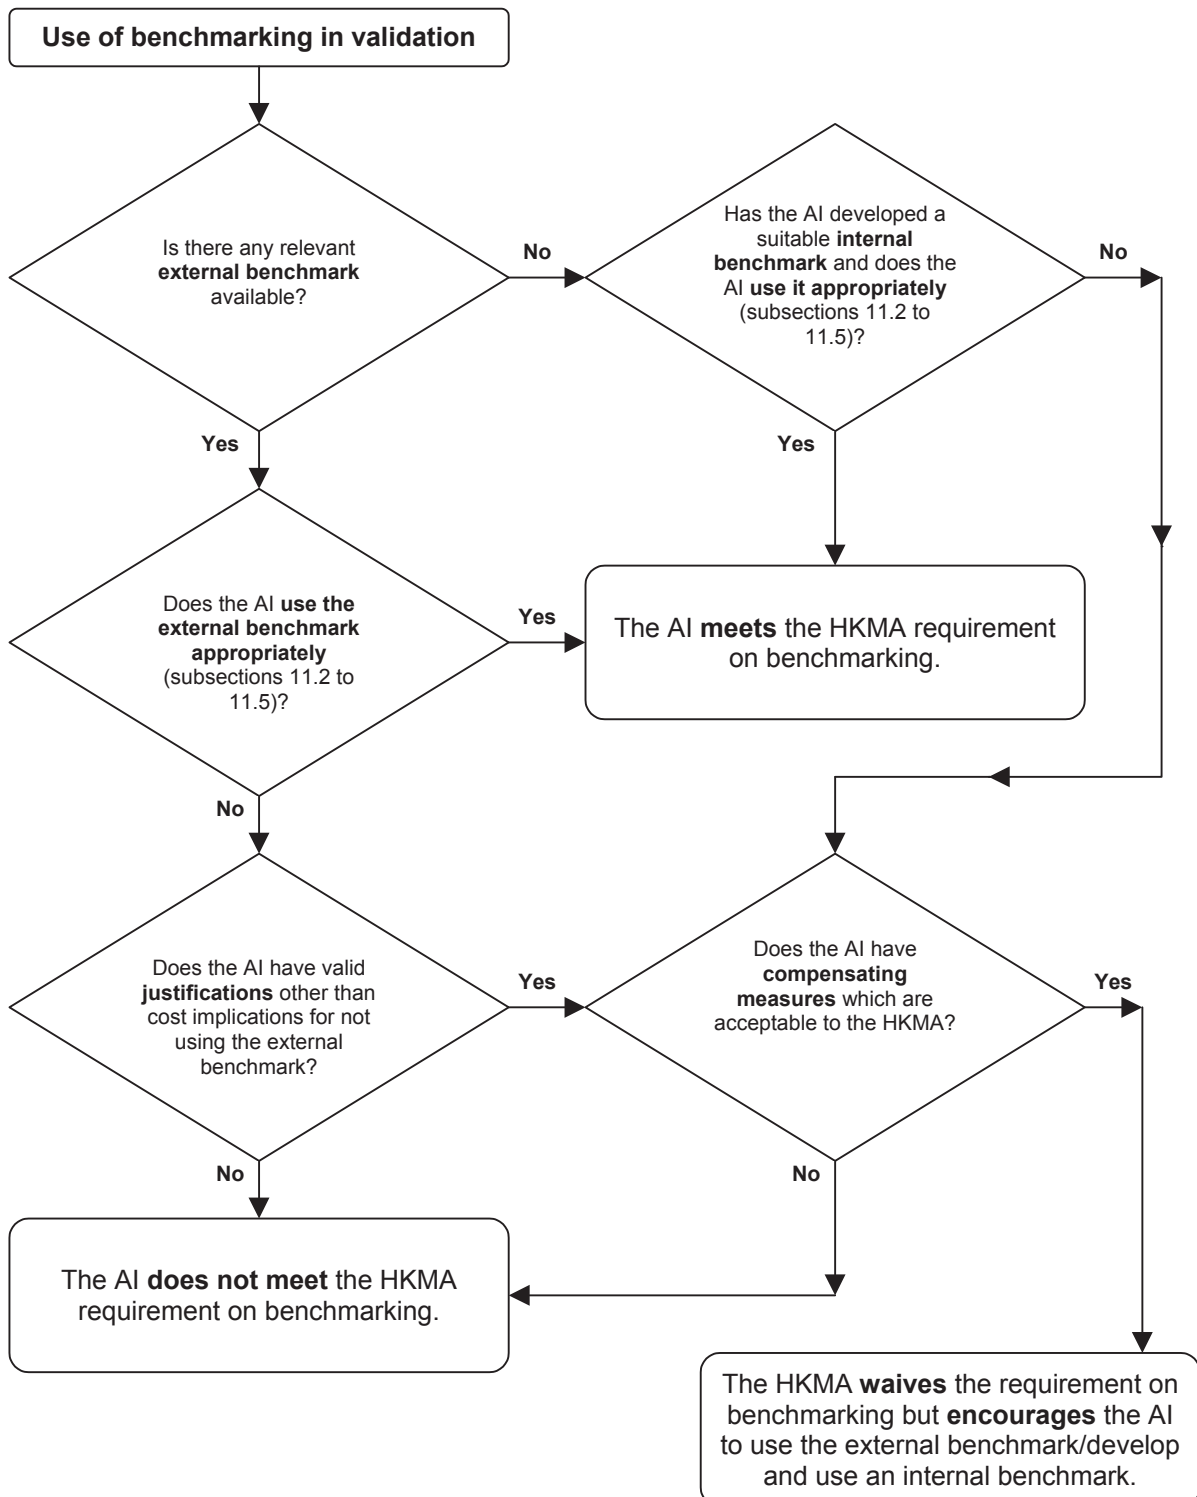 Use of benchmarking in validation
Is there any relevant
external benchmark
available?
No
Has the AI developed a
suitable internal
benchmark and does the
AI use it appropriately
(subsections 11.2 to
11.5)?
No
Yes
Yes
Does the AI use the
external benchmark
appropriately
(subsections 11.2 to
11.5)?
Yes
The AI meets the HKMA requirement
on benchmarking.
No
Does the AI have valid
justifications other than
cost implications for not
using the external
benchmark?
Yes
Does the AI have
compensating
measures which are
acceptable to the HKMA?
Yes
No
No
The AI does not meet the HKMA
requirement on benchmarking.
The HKMA waives the requirement on
benchmarking but encourages the AI
to use the external benchmark/develop
and use an internal benchmark.